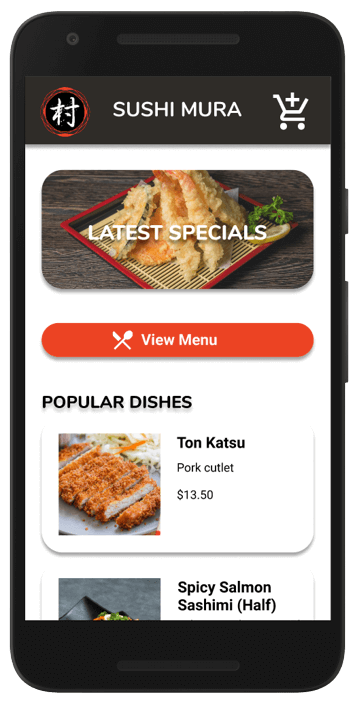 村
SUSHI MURA
LATEST SPECIALS
View Menu
POPULAR DISHES
Ton Katsu
Pork cutlet
$13.50
Spicy Salmon
Sashimi (Half)